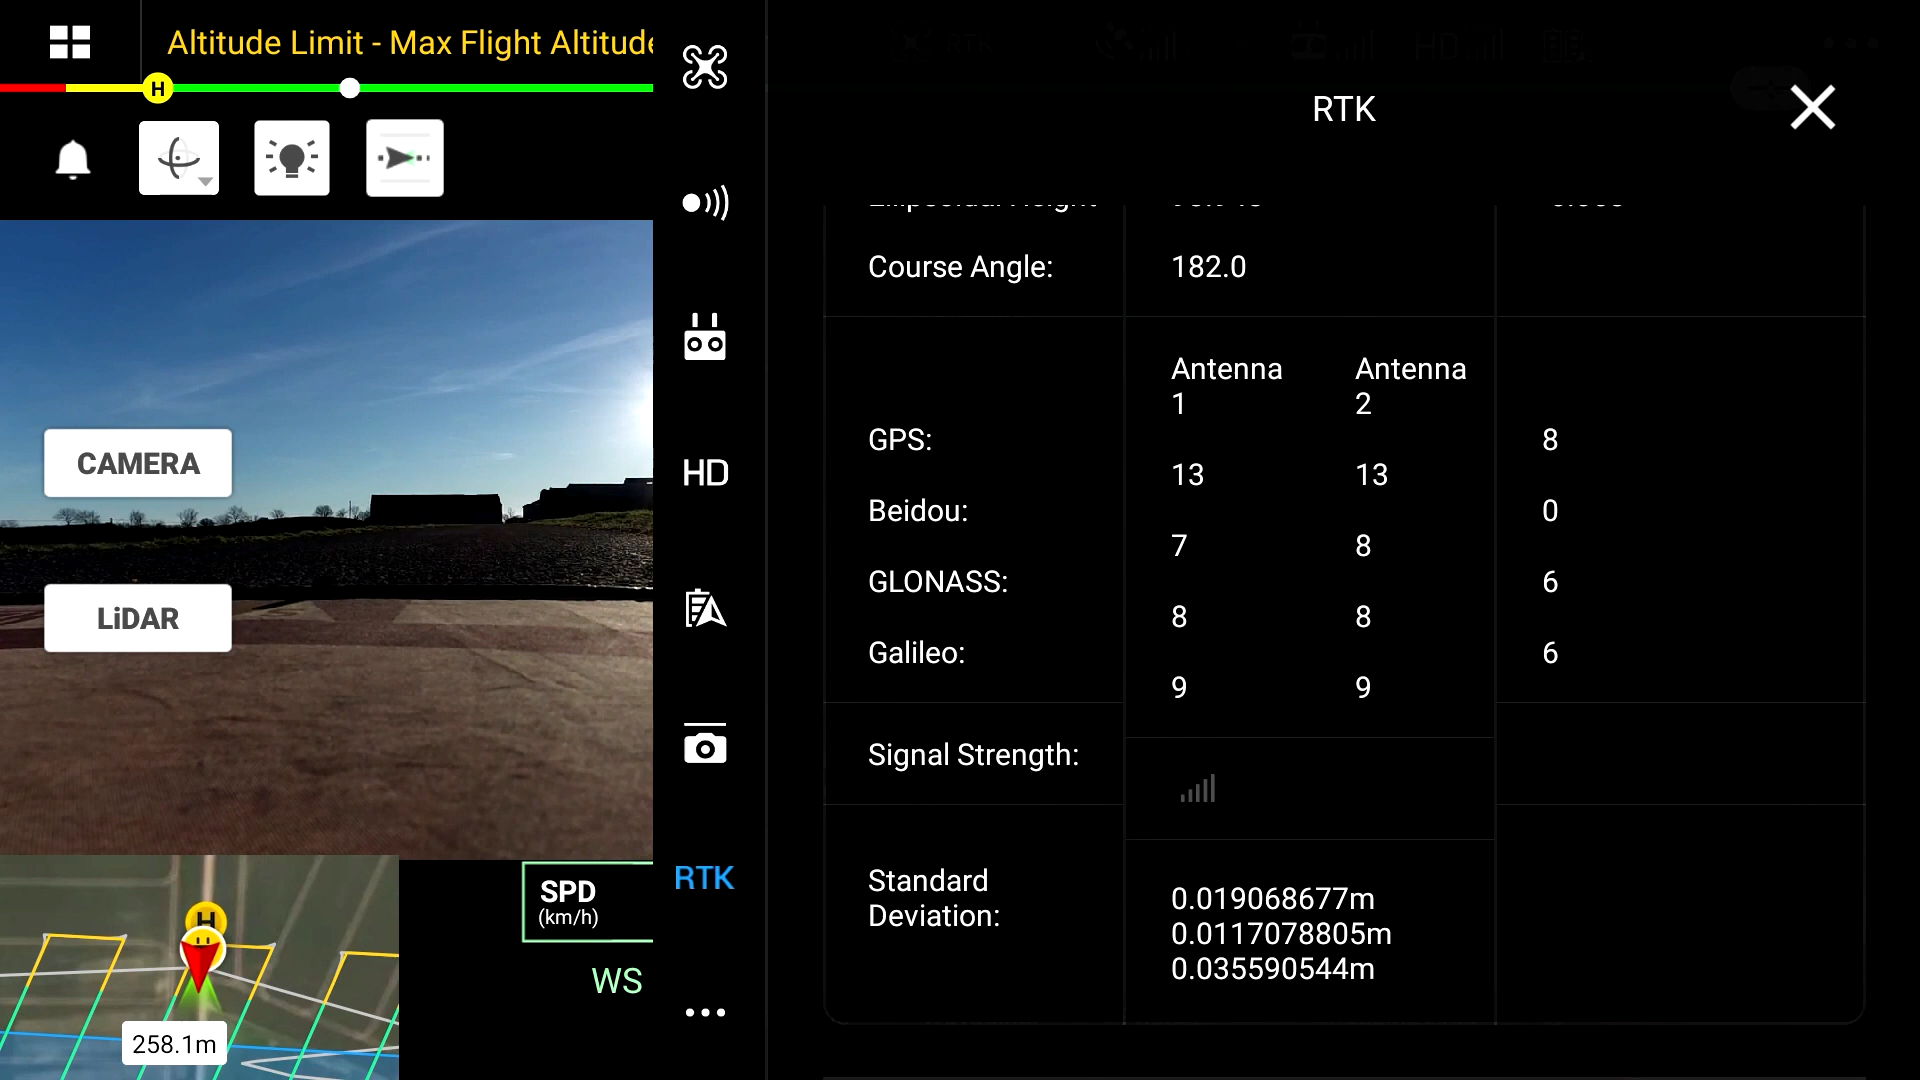 Altitude Limit - Max Flight Altitude
H
RTK
Ellipsoidal Height
Course Angle:
182.0
Antenna 1
Antenna 2
GPS:
13
13
8
Beidou:
7
8
0
GLONASS:
8
8
6
Galileo:
9
9
6
Signal Strength:
Standard
Deviation:
0.019068677m
0.0117078805m
0.035590544m
CAMERA
LiDAR
HD
RTK
SPD
(km/h)
WS
H
258.1m